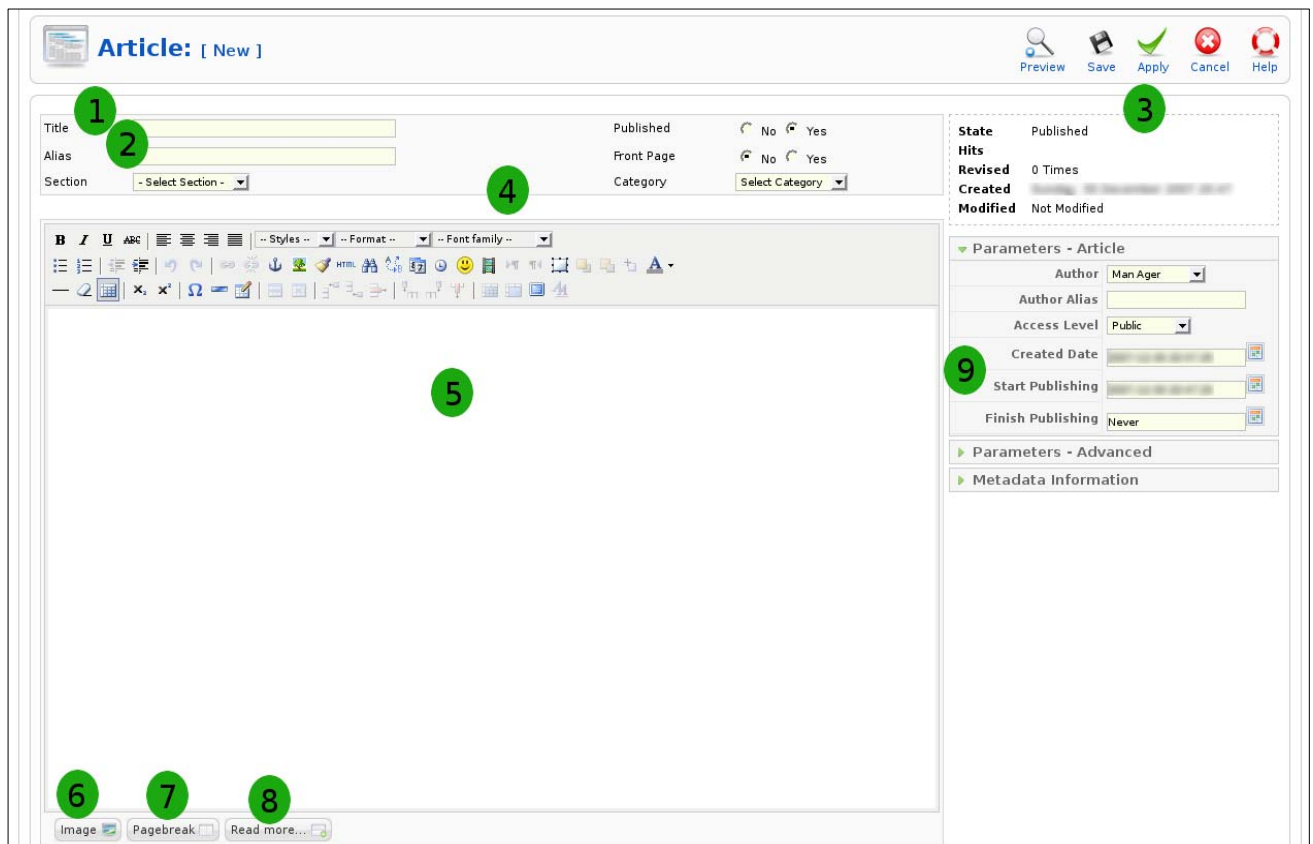 Article: [ New ]
Preview Save Apply Cancel Help
1
3
Title
Published No Yes
State Published
2
Alias
Front Page No Yes
Hits
Section - Select Section -
4
Category Select Category
Revised 0 Times
Created
Modified Not Modified
B I U ABC -- Styles -- -- Format -- -- Font family --
HTML A
x₂ x² Ω
5
Parameters - Article
Author Man Ager
Author Alias
Access Level Public
Created Date
9
Start Publishing
Finish Publishing Never
Parameters - Advanced
Metadata Information
6 7 8
Image Pagebreak Read more...